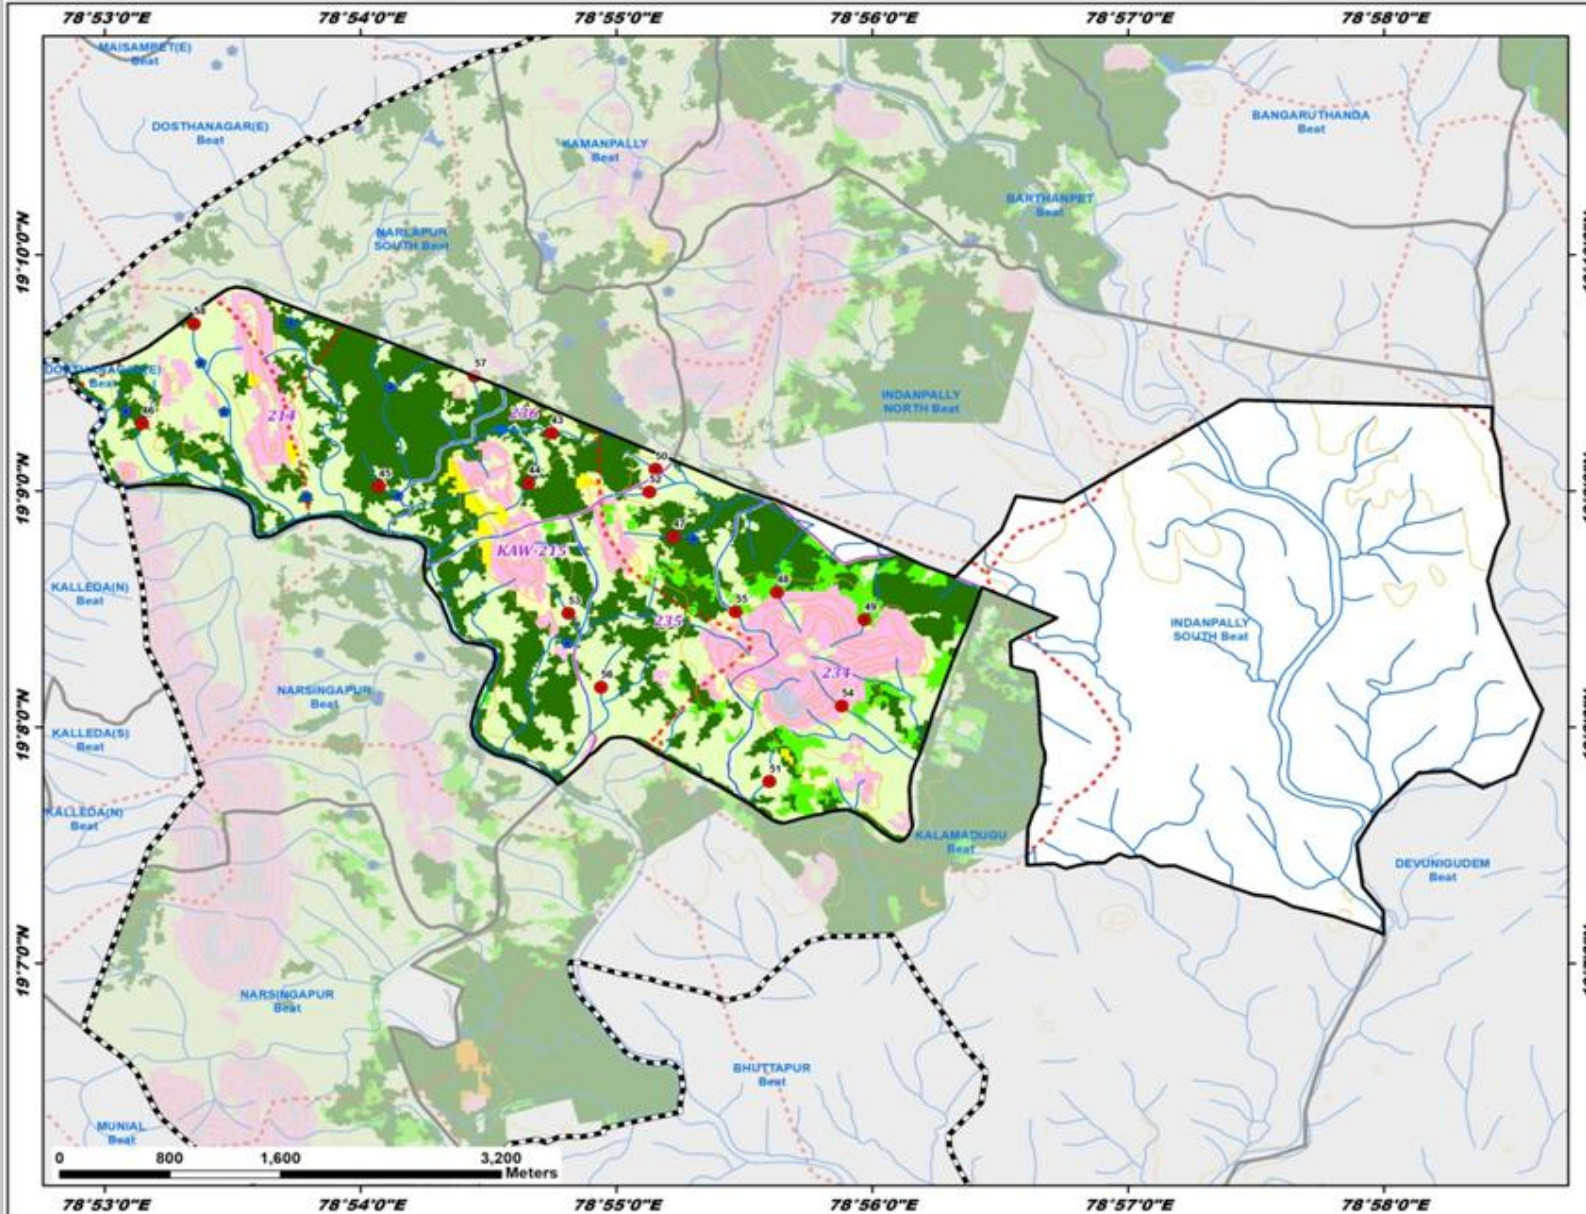 78°53'0"E 78°54'0"E 78°55'0"E 78°56'0"E 78°57'0"E 78°58'0"E
MAISAMPET(E)
Beat
DOSTHANAGAR(E)
Beat
KAMANPALLY
Beat
BANGARUTHANDA
Beat
BARTHANPET
Beat
NARLAPUR
SOUTH Beat
19°10'0"N
58
57
Beat
INDANPALLY
NORTH Beat
46
214
236
43
45
44
50
52
19°9'0"N
47
KAW-215
48
55
49
53
235
KALLEDA(N)
Beat
INDANPALLY
SOUTH Beat
56
234
54
NARSINGAPUR
Beat
KALLEDA(S)
Beat
19°8'0"N
51
KALLEDA(N)
Beat
KALAMADUGU
Beat
DEVUNIGUDEM
Beat
19°7'0"N
NARSINGAPUR
Beat
BHUTTAPUR
Beat
MUNIAL
Beat
0 800 1,600 3,200
Meters
78°53'0"E 78°54'0"E 78°55'0"E 78°56'0"E 78°57'0"E 78°58'0"E